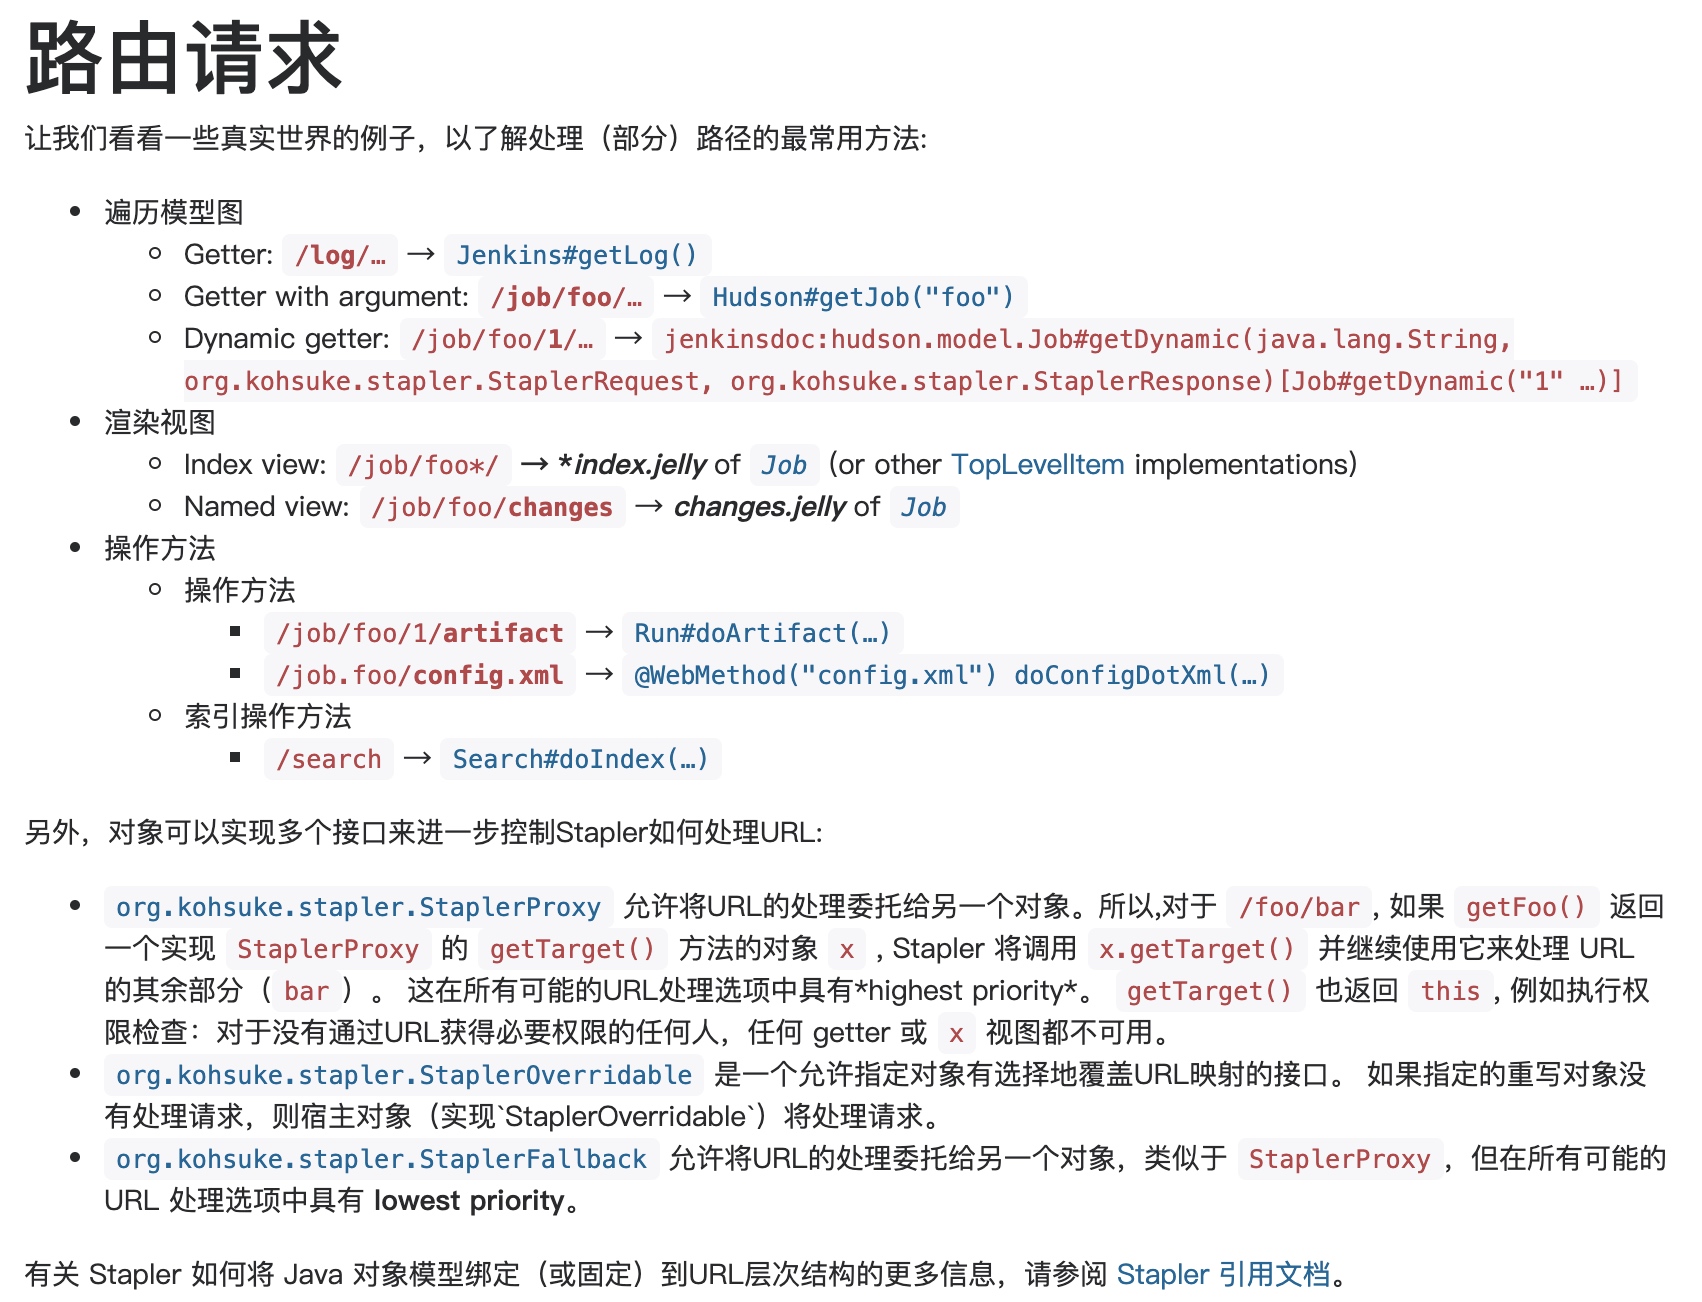 路由请求
让我们看看一些真实世界的例子，以了解处理（部分）路径的最常用方法:
• 遍历模型图
◦ Getter: /log/… → Jenkins#getLog()
◦ Getter with argument: /job/foo/… → Hudson#getJob("foo")
◦ Dynamic getter: /job/foo/1/… → jenkinsdoc:hudson.model.Job#getDynamic(java.lang.String,
org.kohsuke.stapler.StaplerRequest, org.kohsuke.stapler.StaplerResponse)[Job#getDynamic("1" …)]
• 渲染视图
◦ Index view: /job/foo*/ → *index.jelly of Job (or other TopLevelItem implementations)
◦ Named view: /job/foo/changes → changes.jelly of Job
• 操作方法
◦ 操作方法
▪ /job/foo/1/artifact → Run#doArtifact(…)
▪ /job.foo/config.xml → @WebMethod("config.xml") doConfigDotXml(…)
◦ 索引操作方法
▪ /search → Search#doIndex(…)
另外，对象可以实现多个接口来进一步控制Stapler如何处理URL:
• org.kohsuke.stapler.StaplerProxy 允许将URL的处理委托给另一个对象。所以,对于 /foo/bar , 如果 getFoo() 返回
一个实现 StaplerProxy 的 getTarget() 方法的对象 x , Stapler 将调用 x.getTarget() 并继续使用它来处理 URL
的其余部分（ bar ）。 这在所有可能的URL处理选项中具有*highest priority*。 getTarget() 也返回 this , 例如执行权
限检查：对于没有通过URL获得必要权限的任何人，任何 getter 或 x 视图都不可用。
• org.kohsuke.stapler.StaplerOverridable 是一个允许指定对象有选择地覆盖URL映射的接口。 如果指定的重写对象没
有处理请求，则宿主对象（实现`StaplerOverridable`）将处理请求。
• org.kohsuke.stapler.StaplerFallback 允许将URL的处理委托给另一个对象，类似于 StaplerProxy ，但在所有可能的
URL 处理选项中具有 lowest priority。
有关 Stapler 如何将 Java 对象模型绑定（或固定）到URL层次结构的更多信息，请参阅 Stapler 引用文档。